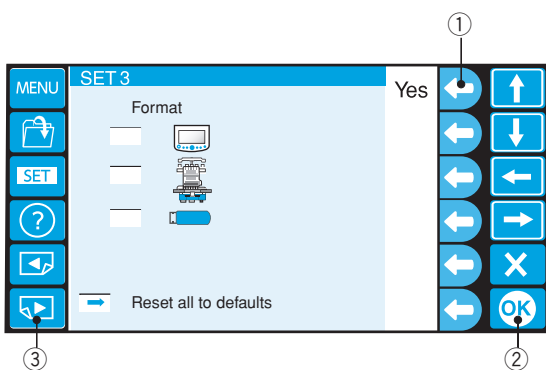 ①
MENU
SET 3
Yes
Format
SET
?
Reset all to defaults
OK
③
②